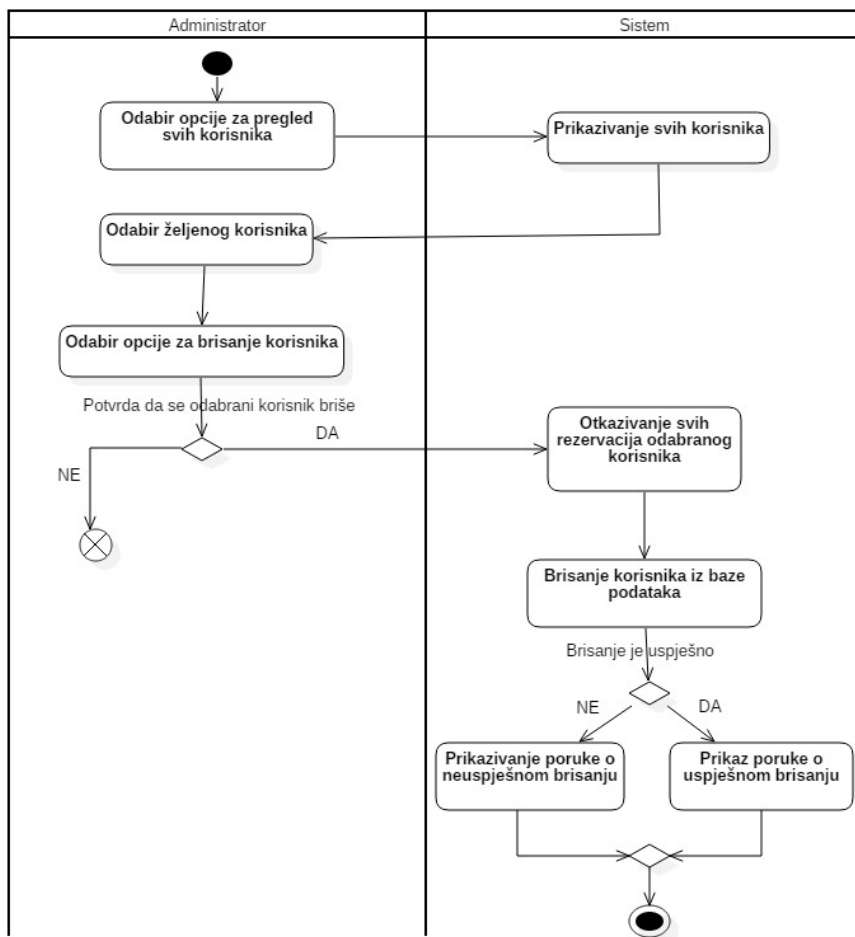 Administrator
Sistem
Odabir opcije za pregled
svih korisnika
Prikazivanje svih korisnika
Odabir željenog korisnika
Odabir opcije za brisanje korisnika
Potvrda da se odabrani korisnik briše
DA
NE
Otkazivanje svih
rezervacija odabranog
korisnika
Brisanje korisnika iz baze
podataka
Brisanje je uspješno
NE
DA
Prikazivanje poruke o
neuspješnom brisanju
Prikaz poruke o
uspješnom brisanju